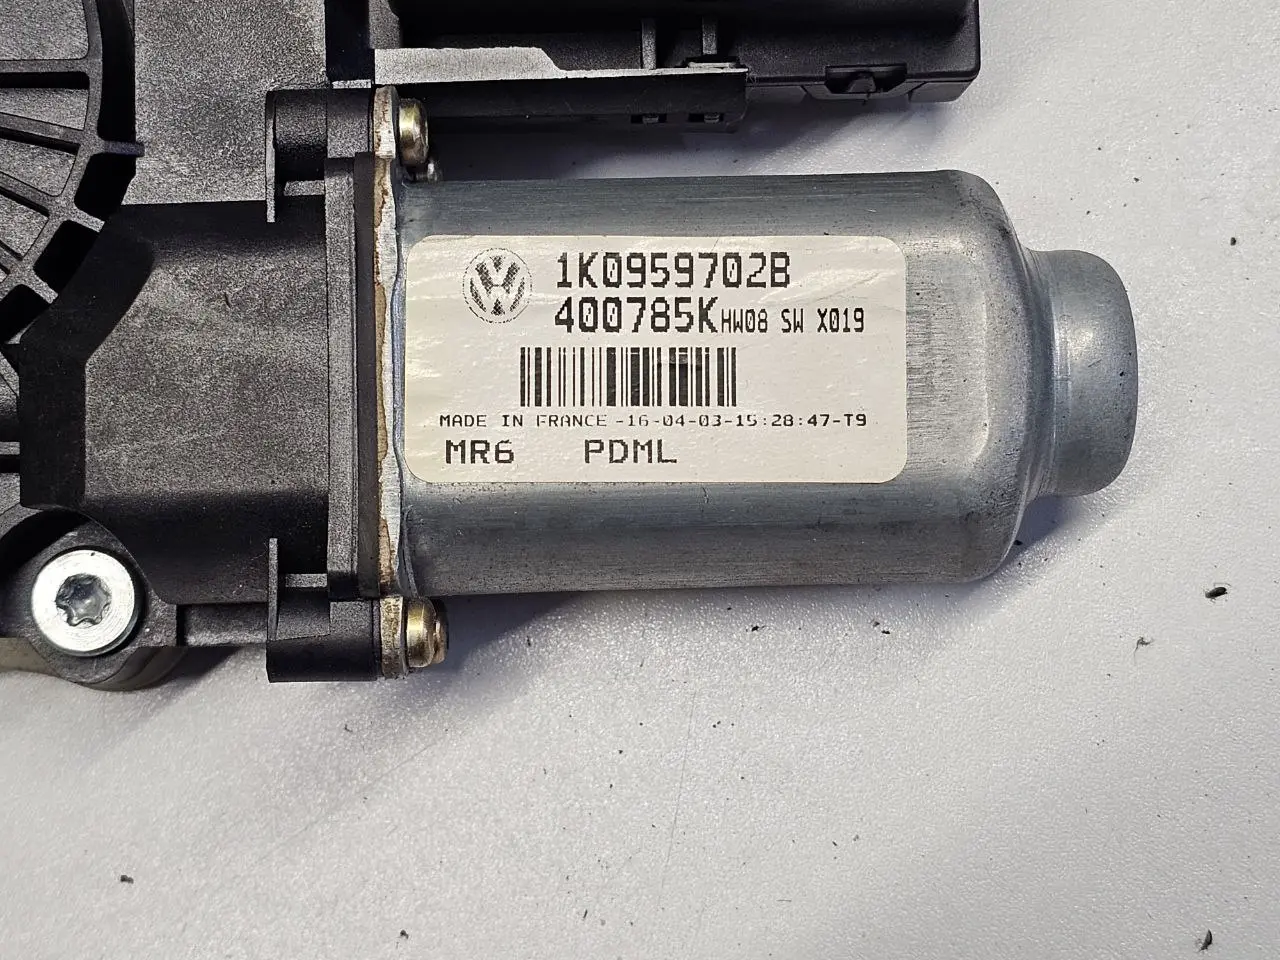 1K0959702B
400785K HW08 SW X019
MADE IN FRANCE -16-04-03-15:28:47-T9
MR6 PDML